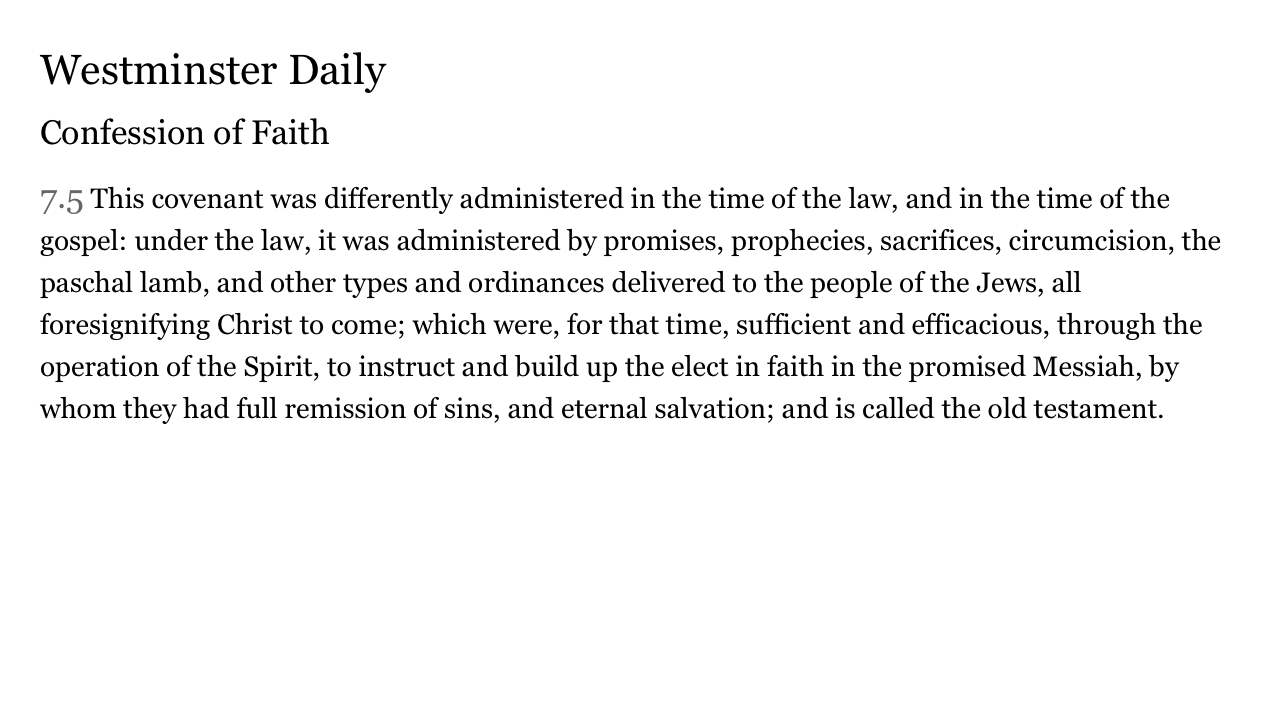 Westminster Daily
Confession of Faith
7.5 This covenant was differently administered in the time of the law, and in the time of the
gospel: under the law, it was administered by promises, prophecies, sacrifices, circumcision, the
paschal lamb, and other types and ordinances delivered to the people of the Jews, all
foresignifying Christ to come; which were, for that time, sufficient and efficacious, through the
operation of the Spirit, to instruct and build up the elect in faith in the promised Messiah, by
whom they had full remission of sins, and eternal salvation; and is called the old testament.